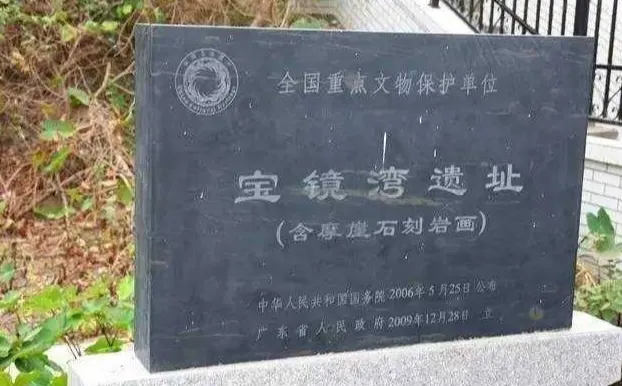 全国重点文物保护单位
宝镜湾遗址
(含摩崖石刻岩画)
中华人民共和国国务院 2006年5月25日 公布
广东省人民政府 2009年12月28日 立